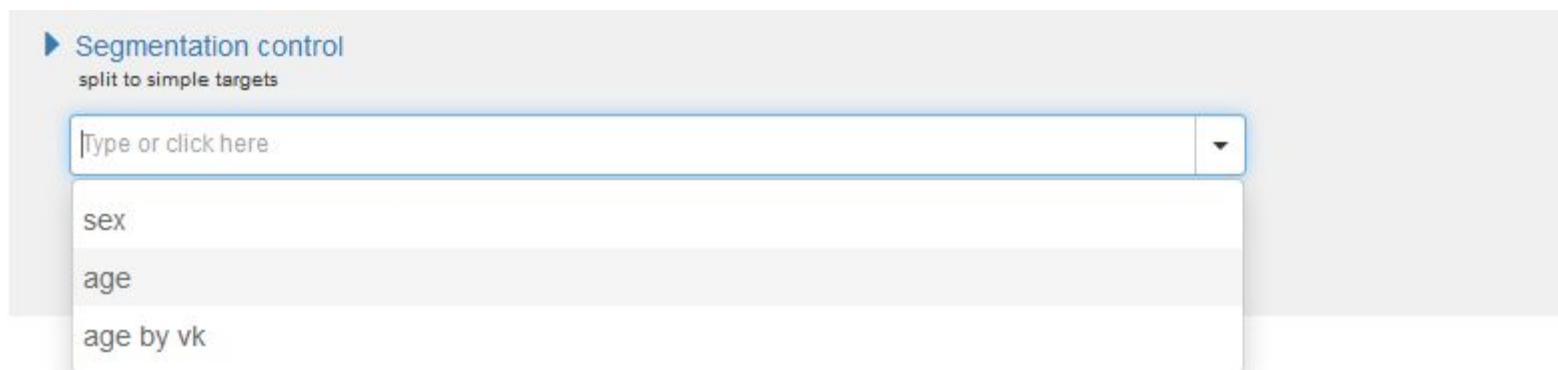 Segmentation control
split to simple targets
Type or click here
sex
age
age by vk